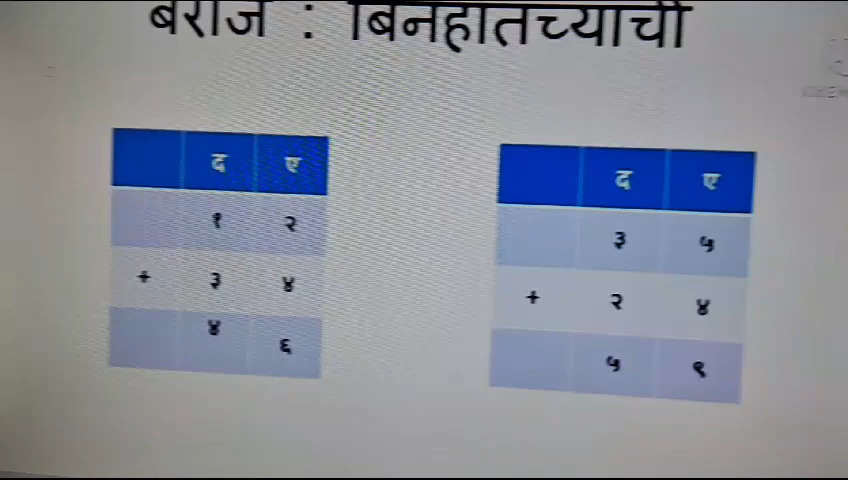 बेरीज : बिनहातच्याची
द ए
१ २
+ ३ ४
४ ६
द ए
३ ५
+ २ ४
५ ९